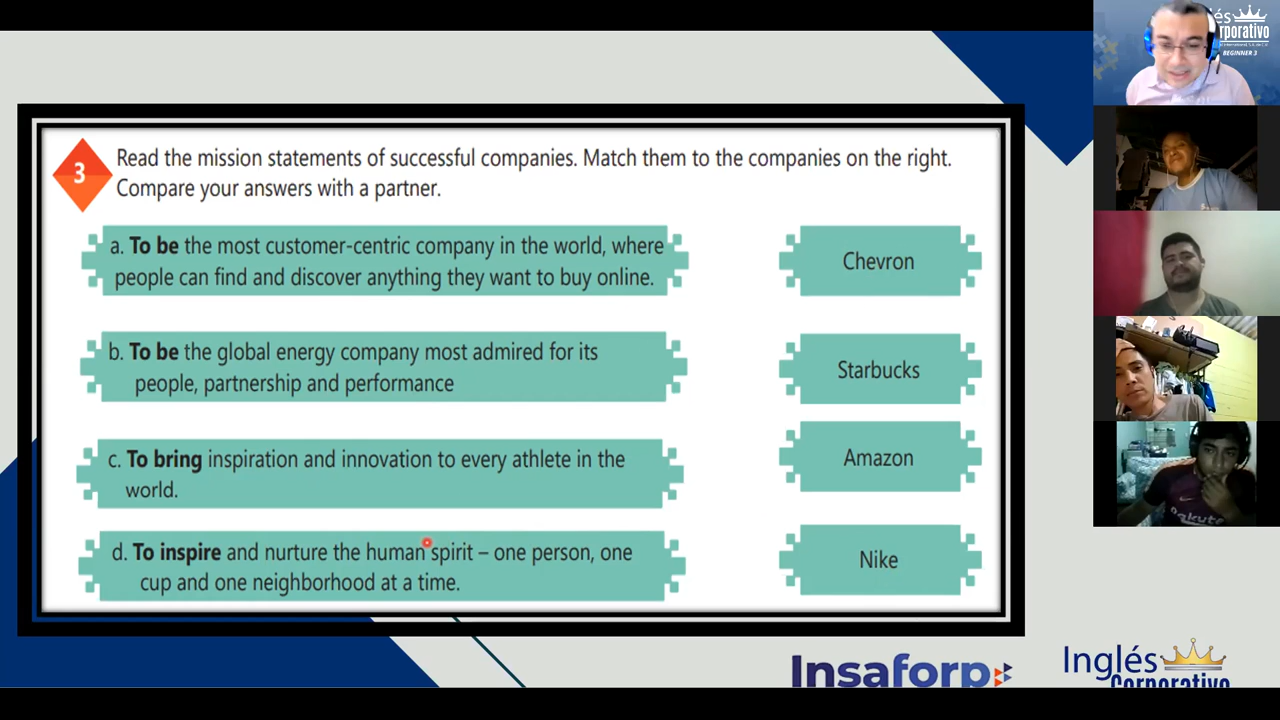 3
Read the mission statements of successful companies. Match them to the companies on the right.
Compare your answers with a partner.
a. To be the most customer-centric company in the world, where
people can find and discover anything they want to buy online.
Chevron
b. To be the global energy company most admired for its
people, partnership and performance
Starbucks
c. To bring inspiration and innovation to every athlete in the
world.
Amazon
d. To inspire and nurture the human spirit – one person, one
cup and one neighborhood at a time.
Nike
Insaforp
Inglés
Corporativo
BEGINNER 3